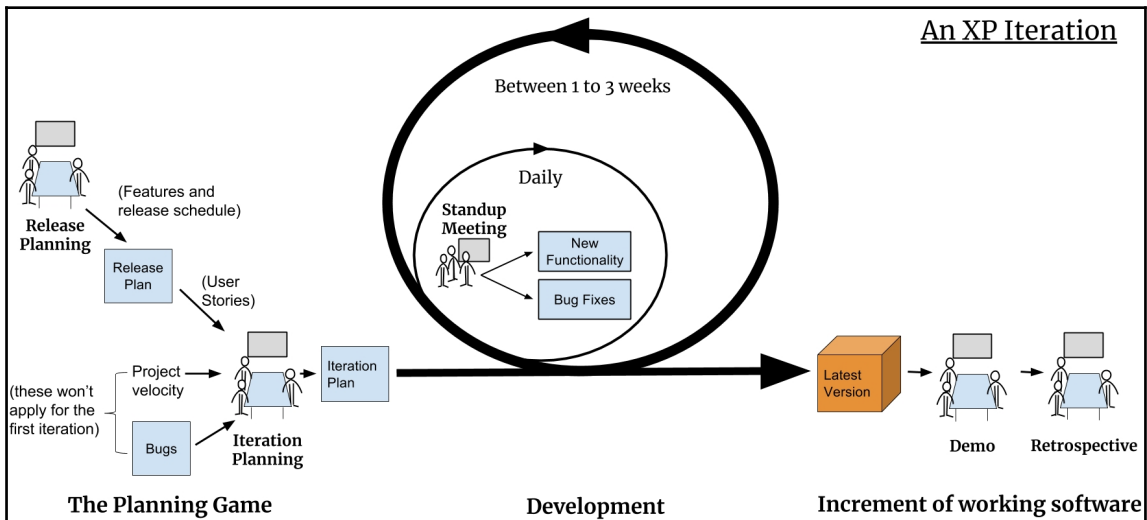 An XP Iteration
Between 1 to 3 weeks
Daily
Standup
Meeting
New
Functionality
Bug Fixes
(Features and
release schedule)
Release
Planning
Release
Plan
(User
Stories)
Project
velocity
(these won't
apply for the
first iteration)
Bugs
Iteration
Planning
Iteration
Plan
Latest
Version
Demo
Retrospective
The Planning Game
Development
Increment of working software